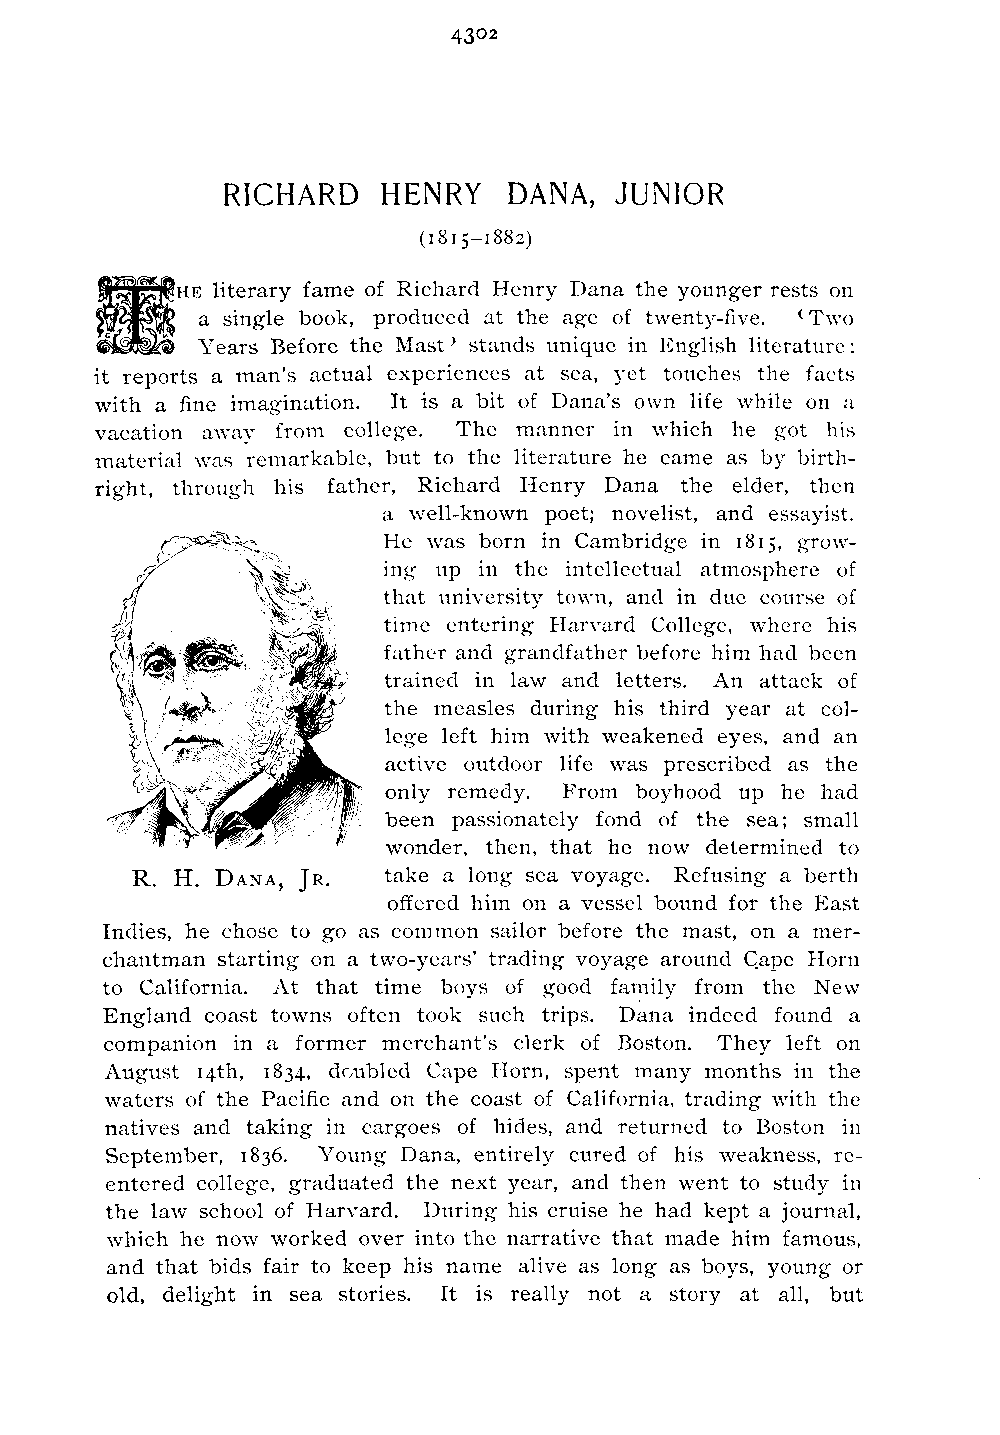 4302
RICHARD HENRY DANA, JUNIOR
(1815–1882)
THE literary fame of Richard Henry Dana the younger rests on
a single book, produced at the age of twenty-five. ‘Two
Years Before the Mast’ stands unique in English literature:
it reports a man's actual experiences at sea, yet touches the facts
with a fine imagination. It is a bit of Dana's own life while on a
vacation away from college. The manner in which he got his
material was remarkable, but to the literature he came as by birth-
right, through his father, Richard Henry Dana the elder, then
a well-known poet; novelist, and essayist.
He was born in Cambridge in 1815, grow-
ing up in the intellectual atmosphere of
that university town, and in due course of
time entering Harvard College, where his
father and grandfather before him had been
trained in law and letters. An attack of
the measles during his third year at col-
lege left him with weakened eyes, and an
active outdoor life was prescribed as the
only remedy. From boyhood up he had
been passionately fond of the sea; small
wonder, then, that he now determined to
take a long sea voyage. Refusing a berth
offered him on a vessel bound for the East
R. H. DANA, JR.
Indies, he chose to go as common sailor before the mast, on a mer-
chantman starting on a two-years' trading voyage around Cape Horn
to California. At that time boys of good family from the New
England coast towns often took such trips. Dana indeed found a
companion in a former merchant's clerk of Boston. They left on
August 14th, 1834, doubled Cape Horn, spent many months in the
waters of the Pacific and on the coast of California, trading with the
natives and taking in cargoes of hides, and returned to Boston in
September, 1836. Young Dana, entirely cured of his weakness, re-
entered college, graduated the next year, and then went to study in
the law school of Harvard. During his cruise he had kept a journal,
which he now worked over into the narrative that made him famous,
and that bids fair to keep his name alive as long as boys, young or
old, delight in sea stories. It is really not a story at all, but